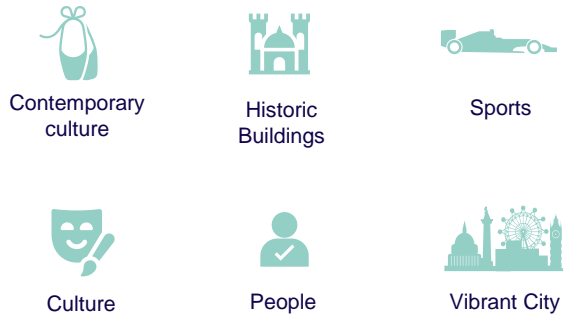 Contemporary
culture
Historic
Buildings
Sports
Culture
People
Vibrant City